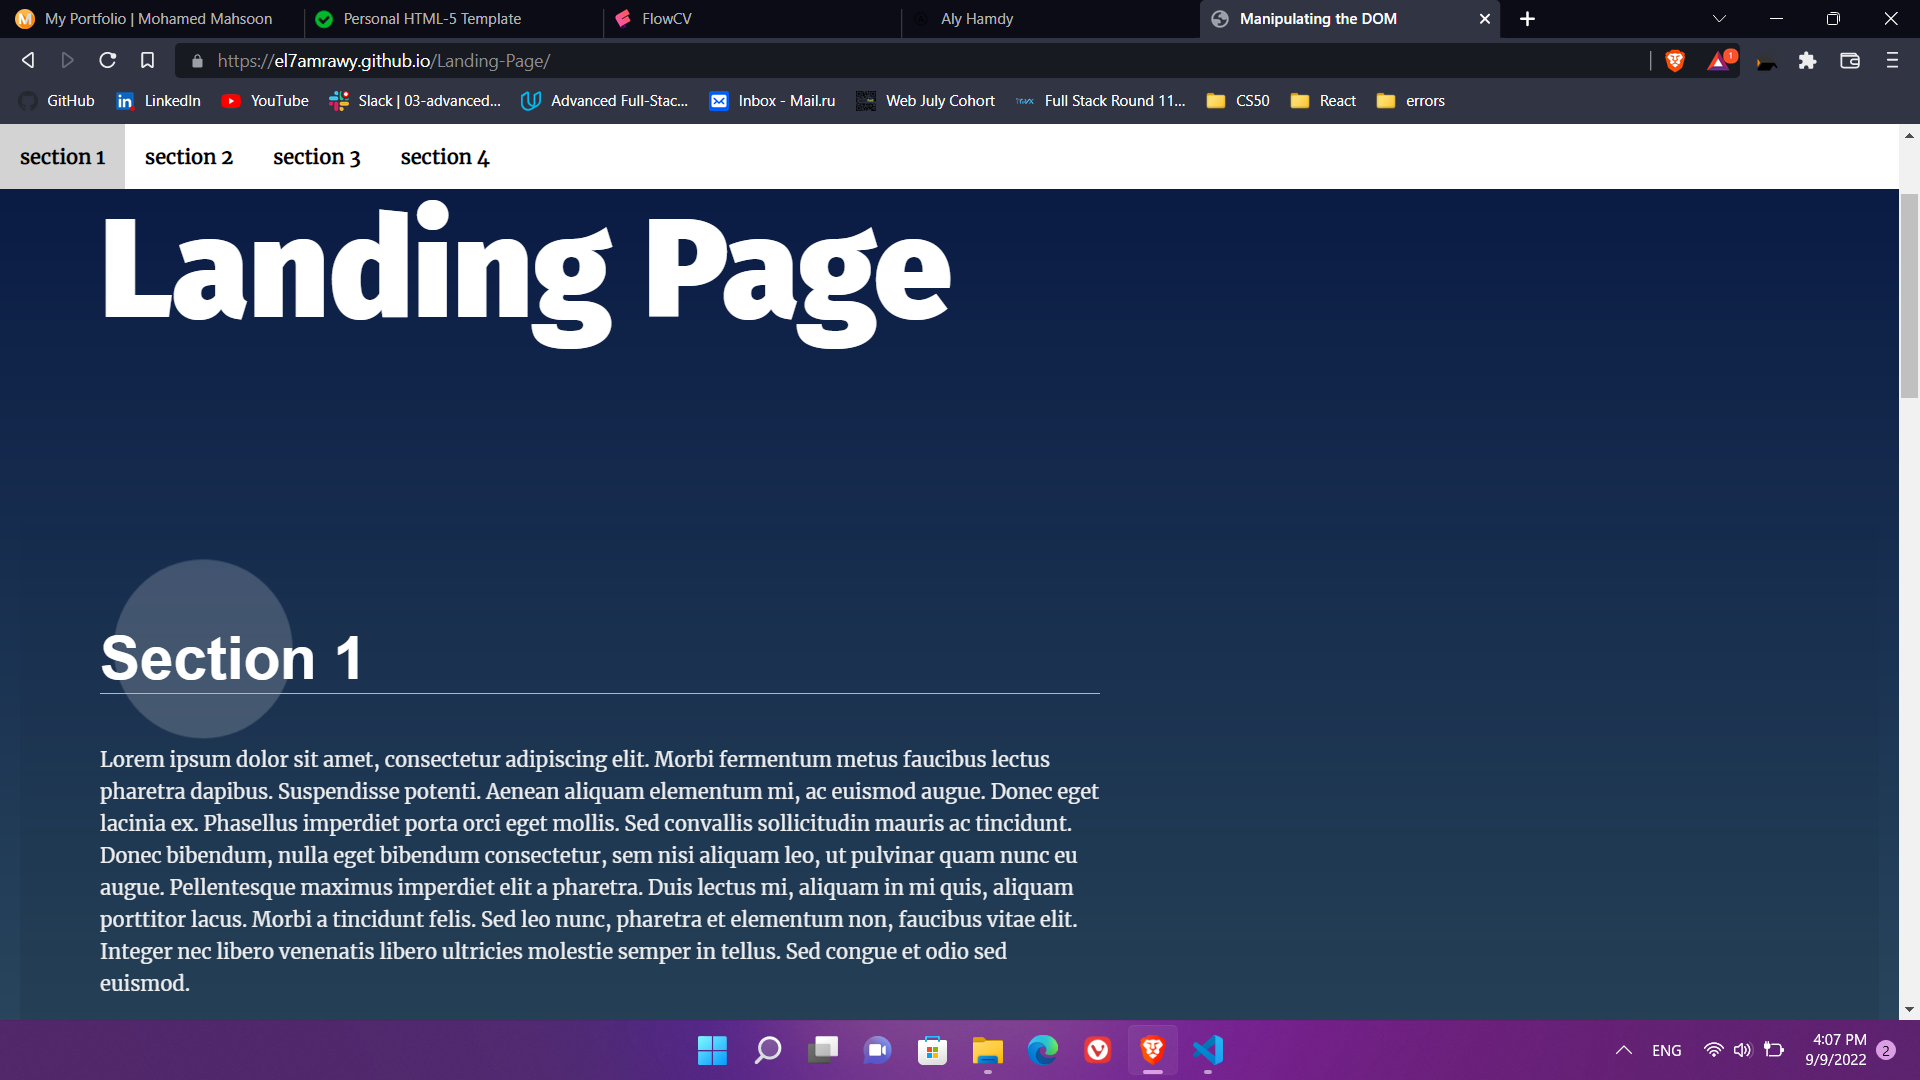 My Portfolio | Mohamed Mahsoon
Personal HTML-5 Template
FlowCV
Aly Hamdy
Manipulating the DOM
https://el7amrawy.github.io/Landing-Page/
1
GitHub
LinkedIn
YouTube
Slack | 03-advanced...
Advanced Full-Stac...
Inbox - Mail.ru
Web July Cohort
Full Stack Round 11...
CS50
React
errors
section 1
section 2
section 3
section 4
Landing Page
Section 1
Lorem ipsum dolor sit amet, consectetur adipiscing elit. Morbi fermentum metus faucibus lectus
pharetra dapibus. Suspendisse potenti. Aenean aliquam elementum mi, ac euismod augue. Donec eget
lacinia ex. Phasellus imperdiet porta orci eget mollis. Sed convallis sollicitudin mauris ac tincidunt.
Donec bibendum, nulla eget bibendum consectetur, sem nisi aliquam leo, ut pulvinar quam nunc eu
augue. Pellentesque maximus imperdiet elit a pharetra. Duis lectus mi, aliquam in mi quis, aliquam
porttitor lacus. Morbi a tincidunt felis. Sed leo nunc, pharetra et elementum non, faucibus vitae elit.
Integer nec libero venenatis libero ultricies molestie semper in tellus. Sed congue et odio sed
euismod.
ENG
4:07 PM
9/9/2022
2